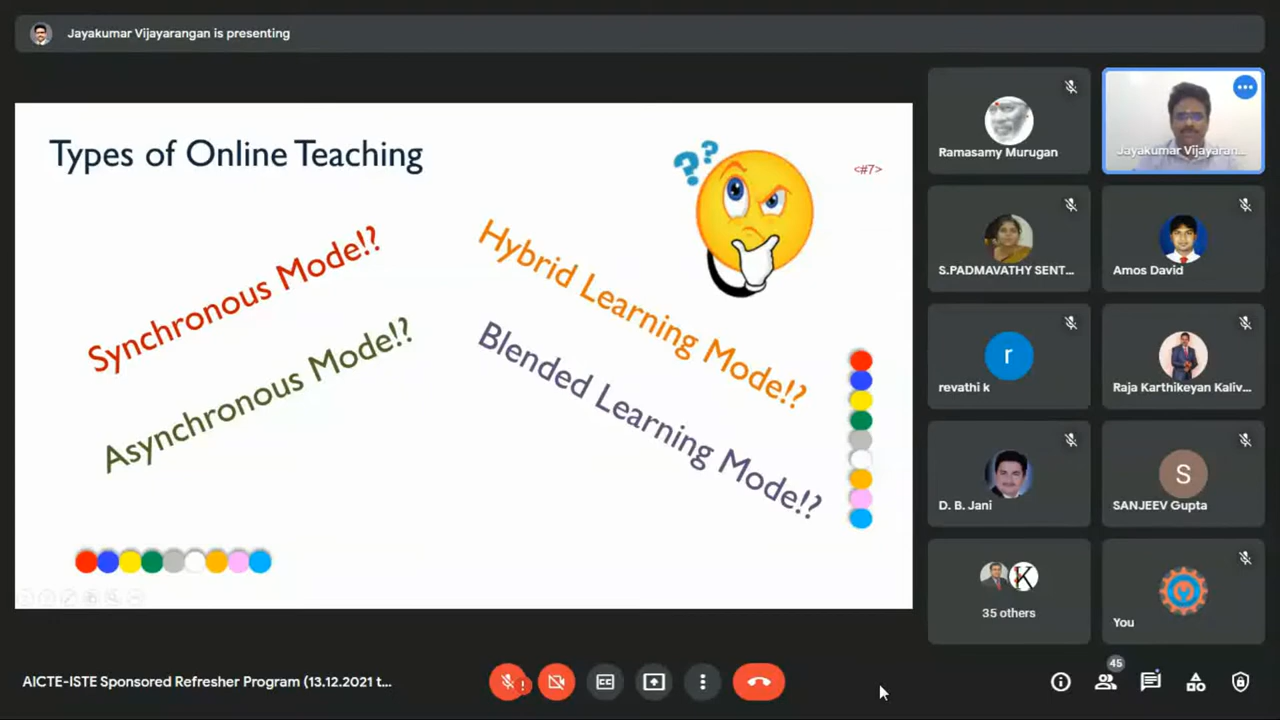 Jayakumar Vijayarangan is presenting
Types of Online Teaching
??
<#7>
Synchronous Mode!?
Asynchronous Mode!?
Hybrid Learning Mode!?
Blended Learning Mode!?
Ramasamy Murugan
Jayakumar Vijayaran...
S.PADMAVATHY SENT...
Amos David
r
revathi k
Raja Karthikeyan Kaliv...
D. B. Jani
S
SANJEEV Gupta
K
35 others
You
AICTE-ISTE Sponsored Refresher Program (13.12.2021 t...
!
CC
45